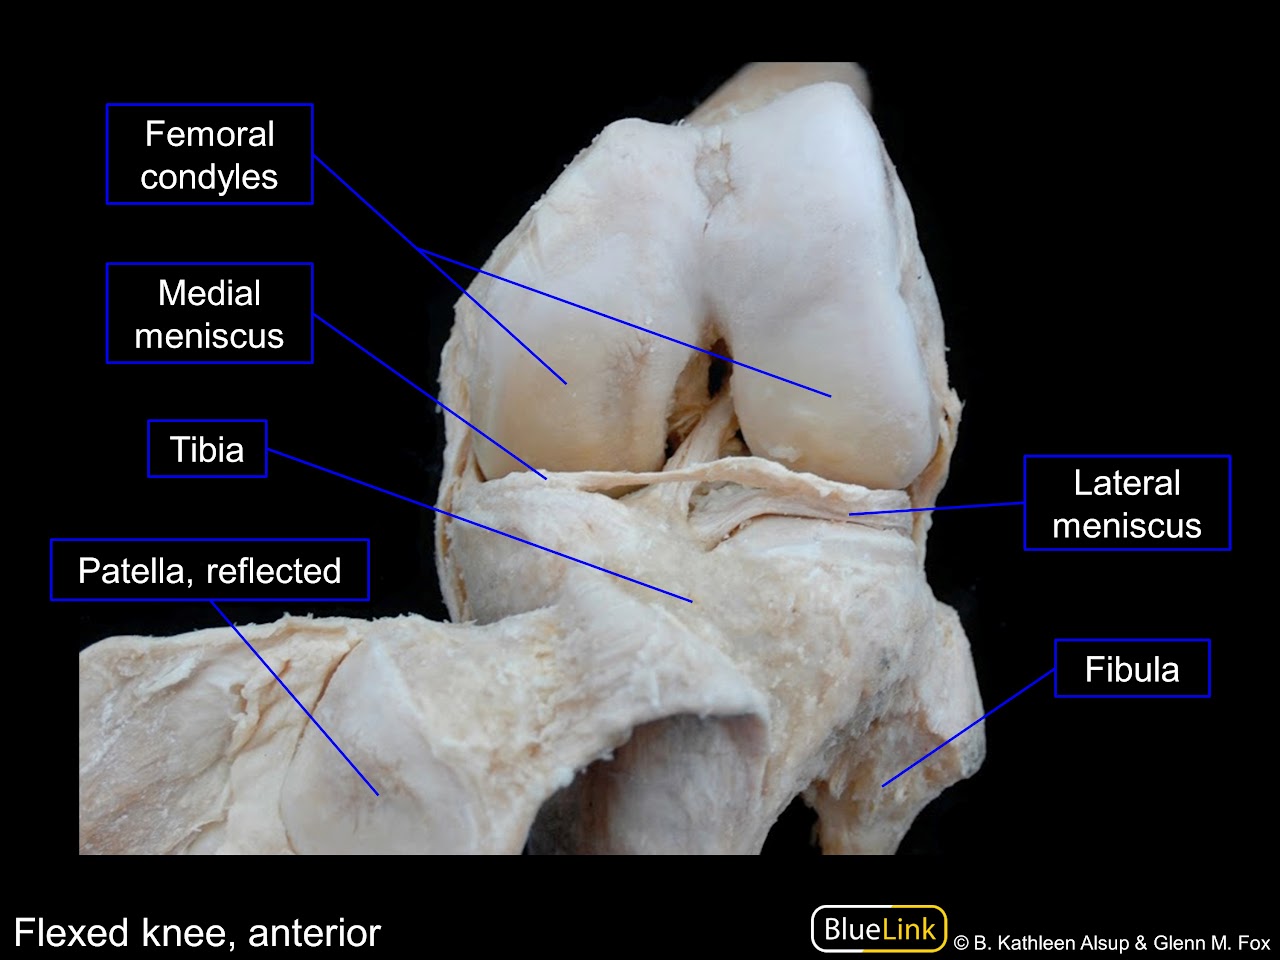 Femoral
condyles
Medial
meniscus
Tibia
Patella, reflected
Lateral
meniscus
Fibula
Flexed knee, anterior
BlueLink
© B. Kathleen Alsup & Glenn M. Fox